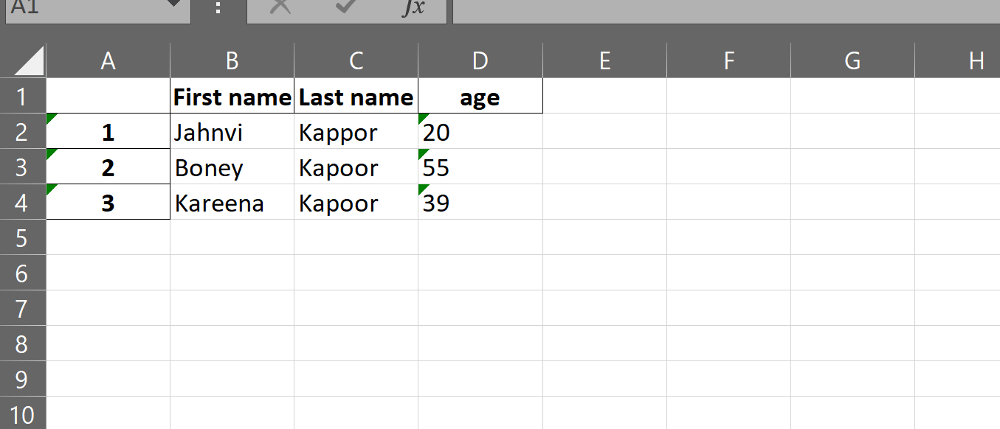 A1 fx
A B C D E F G H
1 First name Last name age
2 1 Jahnvi Kappor 20
3 2 Boney Kapoor 55
4 3 Kareena Kapoor 39
5
6
7
8
9
10